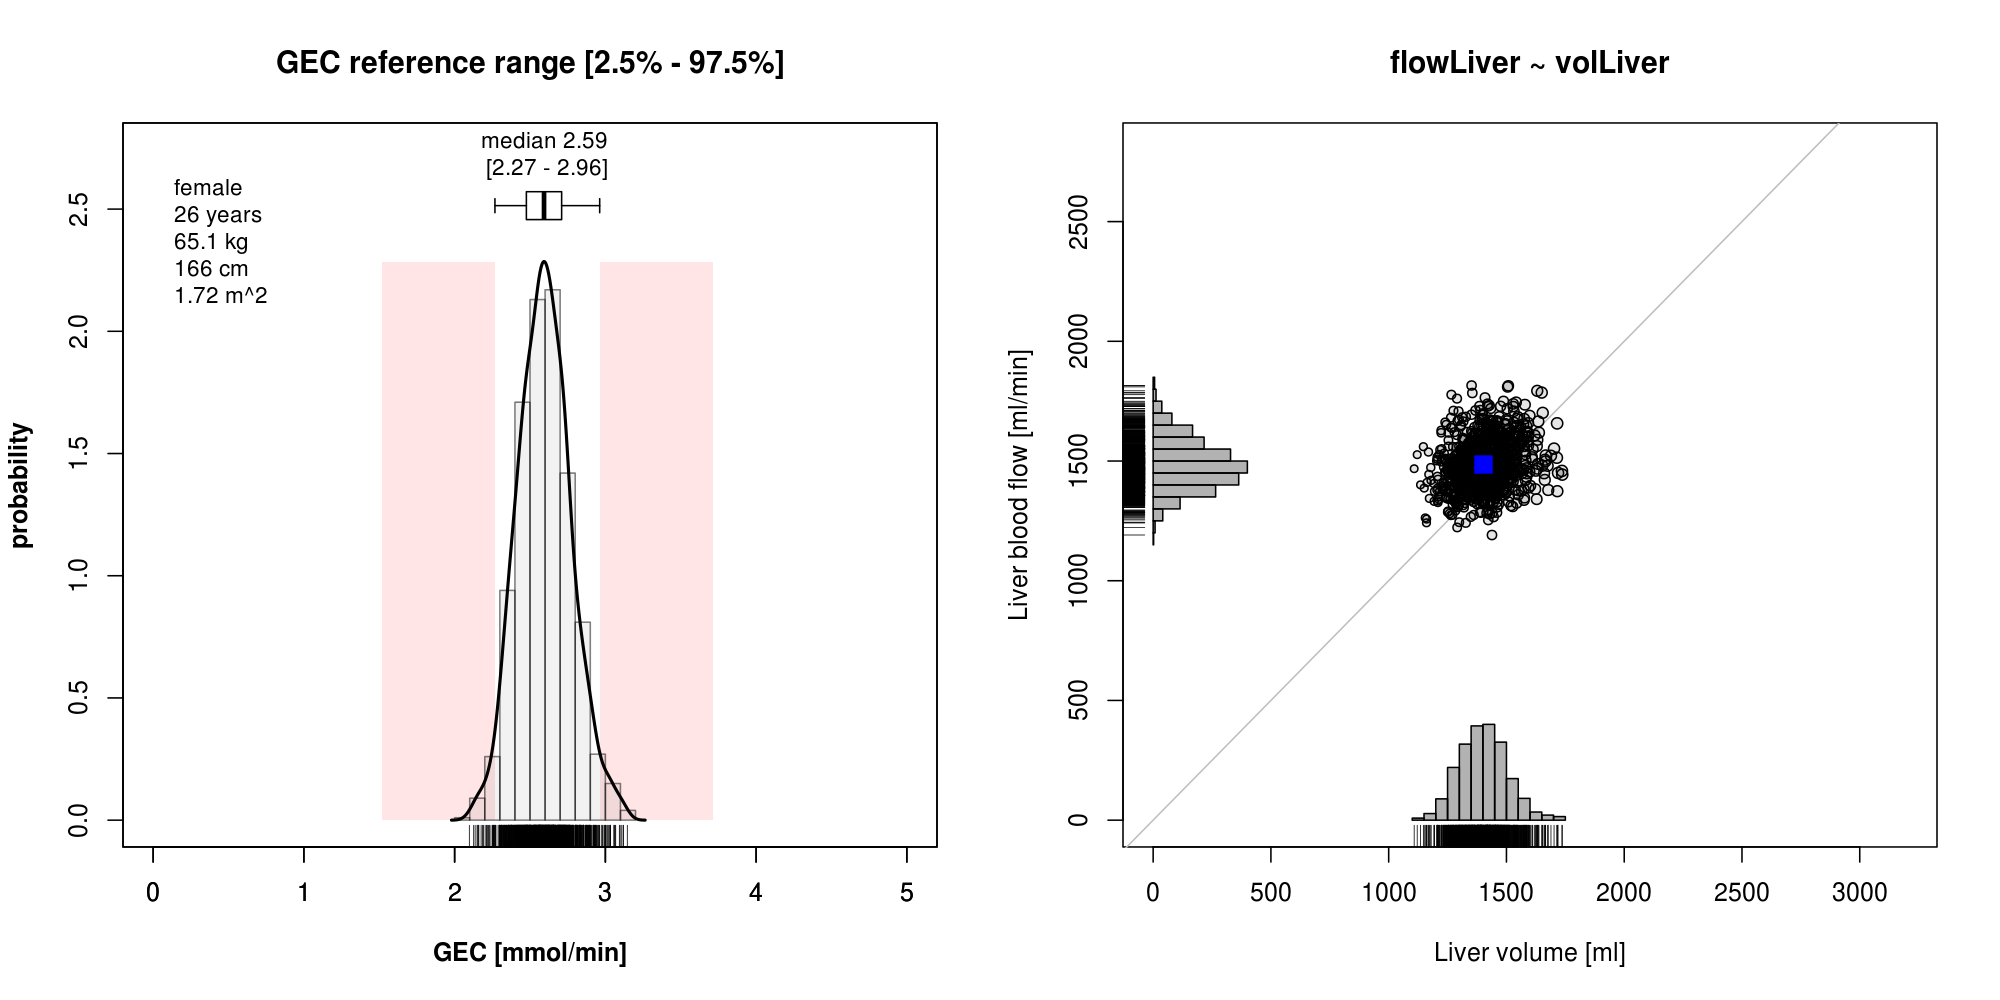 GEC reference range [2.5% - 97.5%]
median 2.59
[2.27 - 2.96]
female
26 years
65.1 kg
166 cm
1.72 m^2
probability
0.0
0.5
1.0
1.5
2.0
2.5
0 1 2 3 4 5
GEC [mmol/min]
flowLiver ~ volLiver
Liver blood flow [ml/min]
0
500
1000
1500
2000
2500
0 500 1000 1500 2000 2500 3000
Liver volume [ml]